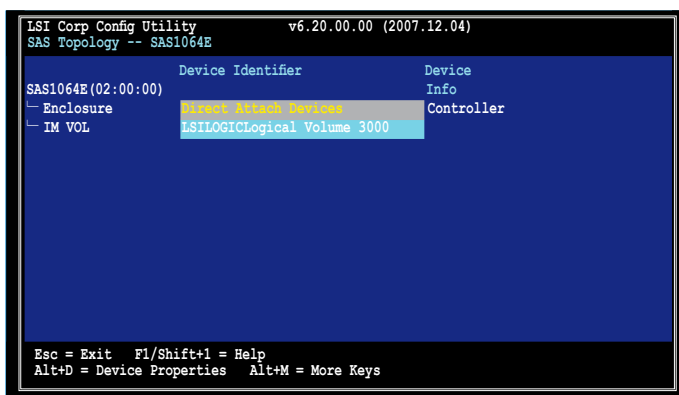 LSI Corp Config Utility v6.20.00.00 (2007.12.04)
SAS Topology -- SAS1064E
Device Identifier Device
SAS1064E(02:00:00) Info
Enclosure Direct Attach Devices Controller
IM VOL LSILOGICLogical Volume 3000
Esc = Exit F1/Shift+1 = Help
Alt+D = Device Properties Alt+M = More Keys